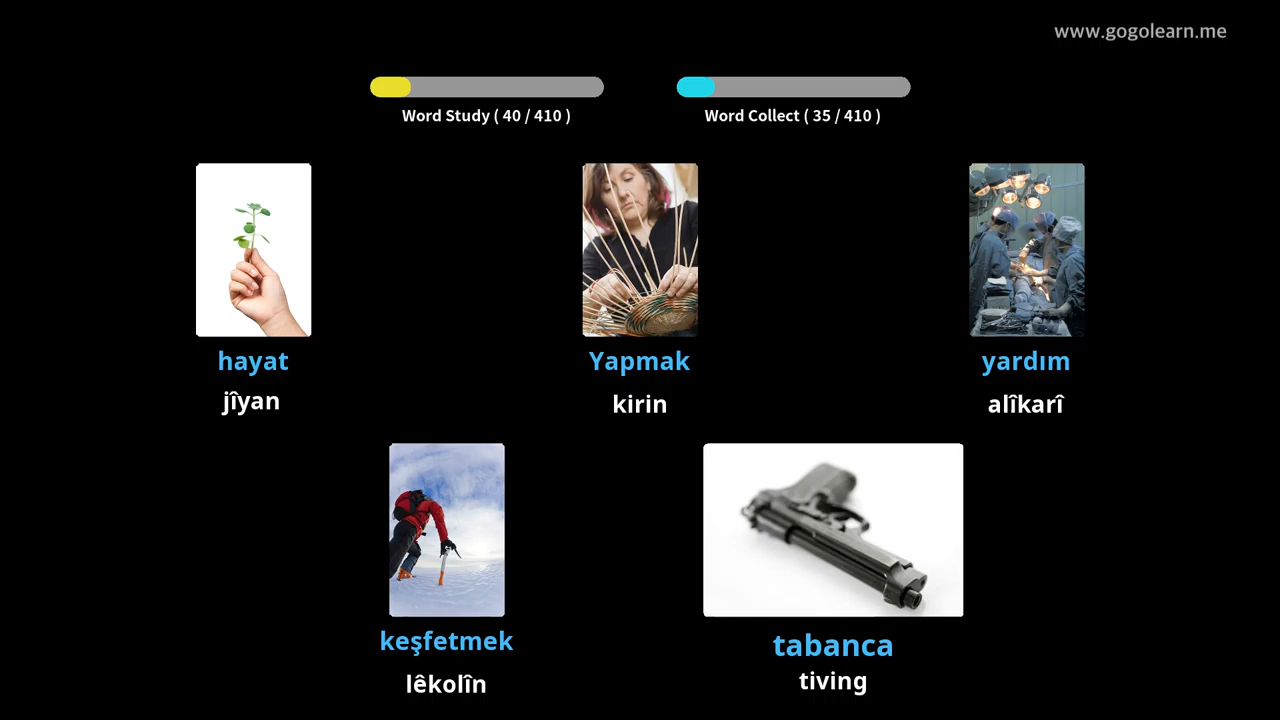 www.gogolearn.me
Word Study ( 40 / 410 )
Word Collect ( 35 / 410 )
hayat
jîyan
Yapmak
kirin
yardım
alîkarî
keşfetmek
lêkolîn
tabanca
tiving